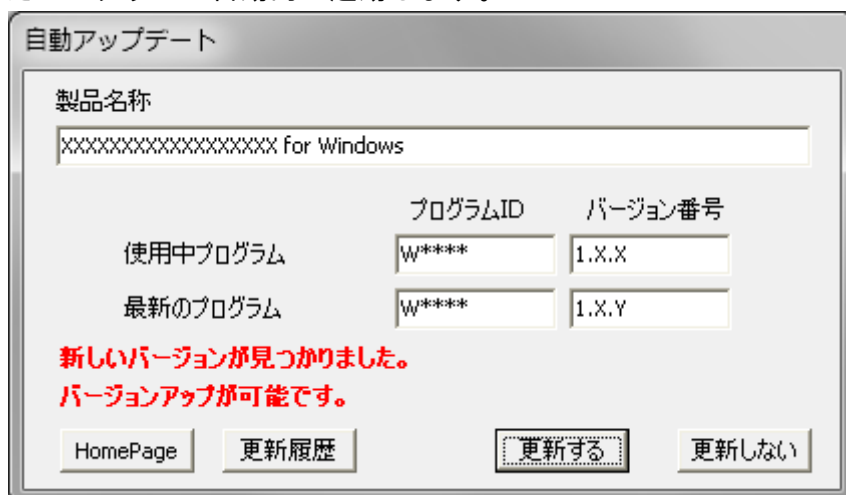 自動アップデート
製品名称
XXXXXXXXXXXXXXXXXX for Windows
プログラムID バージョン番号
使用中プログラム W**** 1.X.X
最新のプログラム W**** 1.X.Y
新しいバージョンが見つかりました。
バージョンアップが可能です。
HomePage 更新履歴 更新する 更新しない